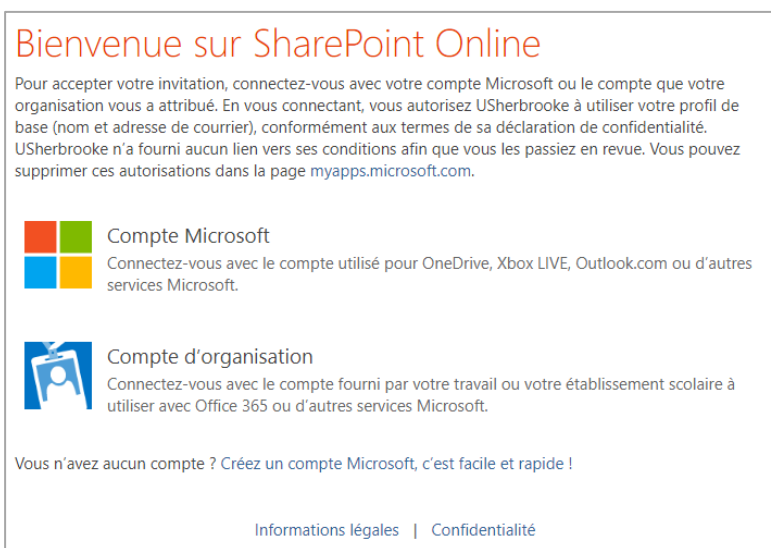 Bienvenue sur SharePoint Online
Pour accepter votre invitation, connectez-vous avec votre compte Microsoft ou le compte que votre
organisation vous a attribué. En vous connectant, vous autorisez USherbrooke à utiliser votre profil de
base (nom et adresse de courrier), conformément aux termes de sa déclaration de confidentialité.
USherbrooke n’a fourni aucun lien vers ses conditions afin que vous les passiez en revue. Vous pouvez
supprimer ces autorisations dans la page myapps.microsoft.com.
Compte Microsoft
Connectez-vous avec le compte utilisé pour OneDrive, Xbox LIVE, Outlook.com ou d’autres
services Microsoft.
Compte d’organisation
Connectez-vous avec le compte fourni par votre travail ou votre établissement scolaire à
utiliser avec Office 365 ou d’autres services Microsoft.
Vous n’avez aucun compte ? Créez un compte Microsoft, c’est facile et rapide !
Informations légales | Confidentialité